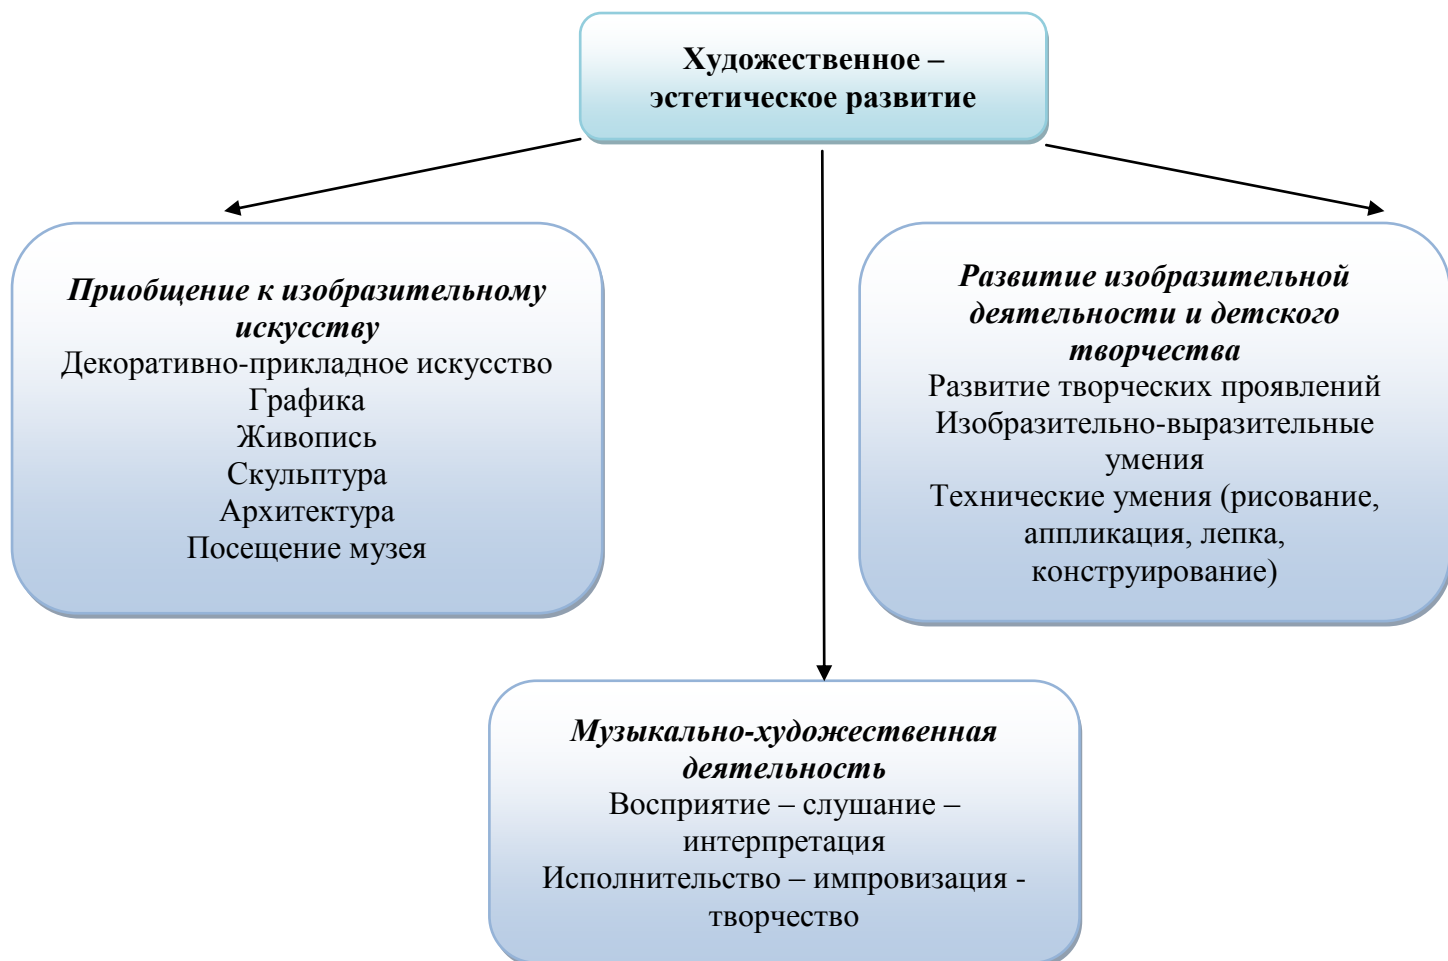 Художественное –
эстетическое развитие
Приобщение к изобразительному
искусству
Декоративно-прикладное искусство
Графика
Живопись
Скульптура
Архитектура
Посещение музея
Развитие изобразительной
деятельности и детского
творчества
Развитие творческих проявлений
Изобразительно-выразительные
умения
Технические умения (рисование,
аппликация, лепка,
конструирование)
Музыкально-художественная
деятельность
Восприятие – слушание –
интерпретация
Исполнительство – импровизация -
творчество